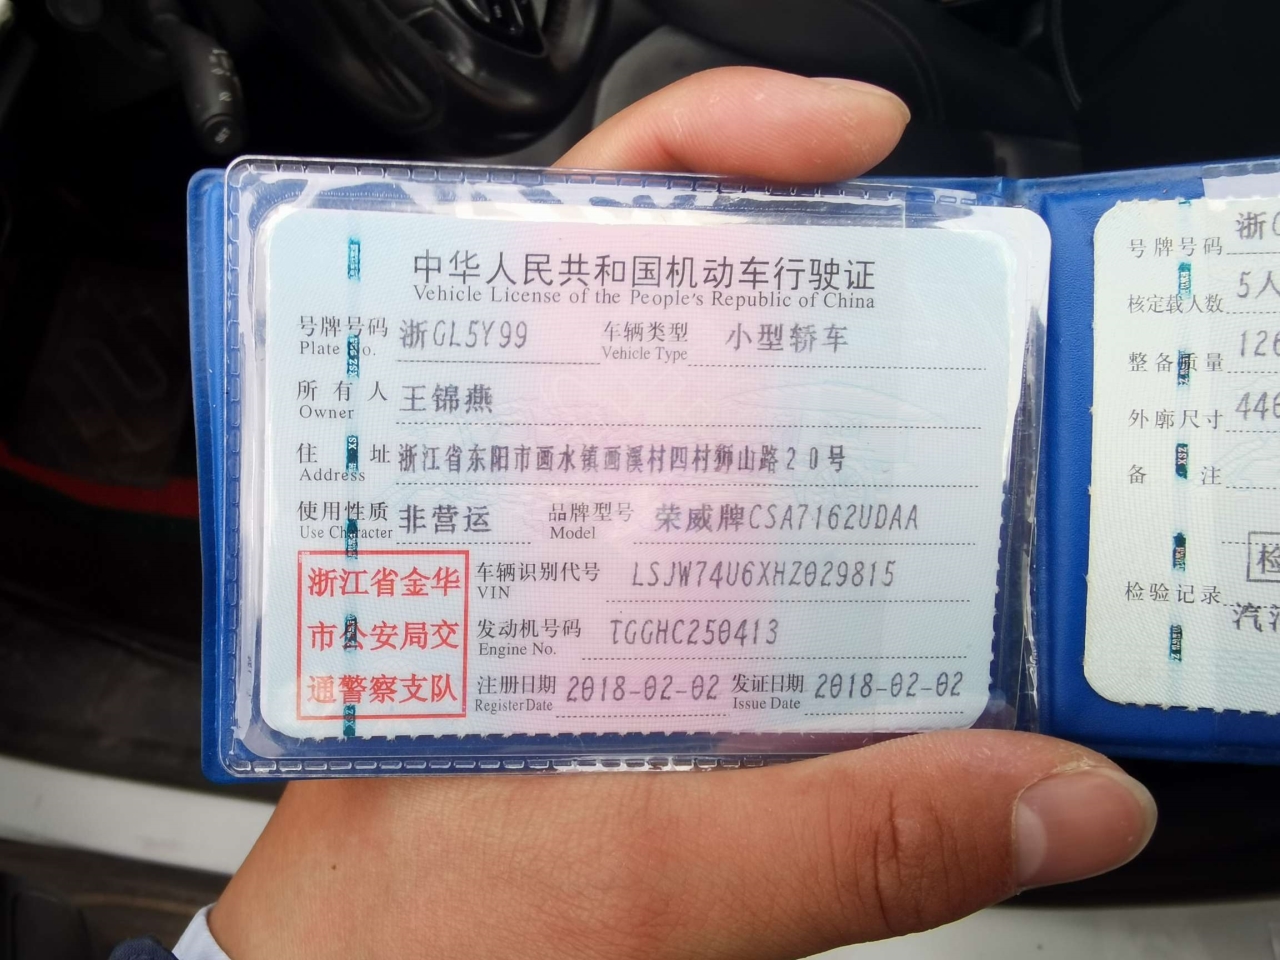 中华人民共和国机动车行驶证
Vehicle License of the People's Republic of China
号牌号码 浙GL5Y99 车辆类型 小型轿车
Plate No. Vehicle Type
所有人 王锦燕
Owner
住址 浙江省东阳市画水镇画溪村四村狮山路20号
Address
使用性质 非营运 品牌型号 荣威牌CSA7162UDAA
Use Character Model
浙江省金华
市公安局交
通警察支队
车辆识别代号 LSJW74U6XHZ029815
VIN
发动机号码 TGGHC250413
Engine No.
注册日期 2018-02-02 发证日期 2018-02-02
Register Date Issue Date
号牌号码 浙G
核定载人数 5人
整备质量 126
外廓尺寸 446
备注
检
检验记录
汽